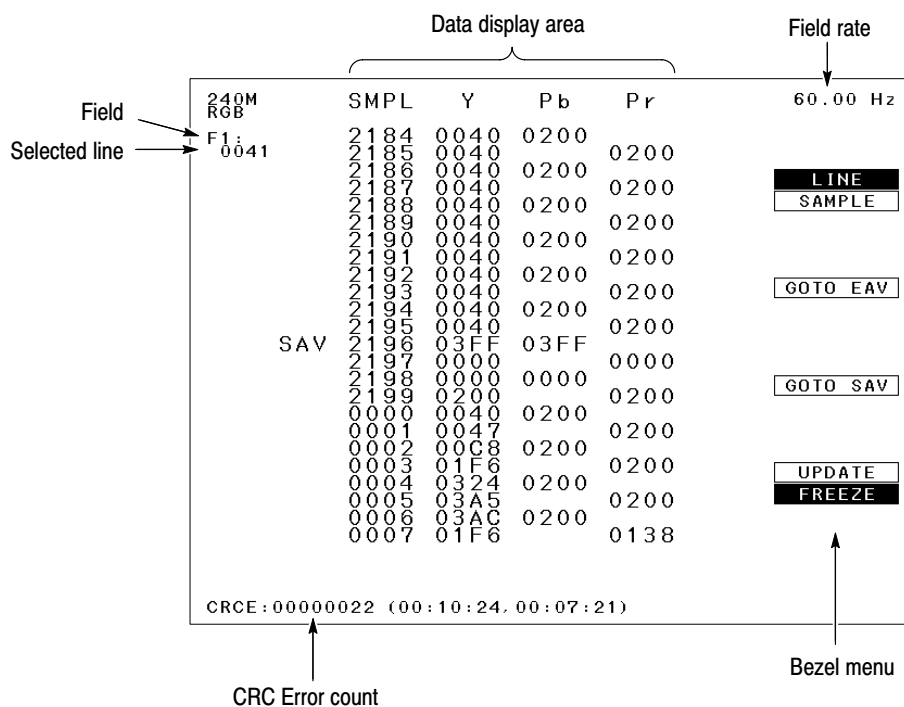 Data display area
Field rate
240M
RGB
SMPL Y Pb Pr
60.00 Hz
Field
F1:
Selected line
0041
2184 0040 0200
2185 0040 0200
2186 0040 0200
2187 0040 0200
2188 0040 0200
2189 0040 0200
2190 0040 0200
2191 0040 0200
2192 0040 0200
2193 0040 0200
2194 0040 0200
2195 0040 0200
SAV 2196 03FF 03FF
2197 0000 0000
2198 0000 0000
2199 0200 0200
0000 0040 0200
0001 0047 0200
0002 00C8 0200
0003 01F6 0200
0004 0324 0200
0005 03A5 0200
0006 03AC 0200
0007 01F6 0138
LINE
SAMPLE
GOTO EAV
GOTO SAV
UPDATE
FREEZE
CRCE:00000022 (00:10:24,00:07:21)
Bezel menu
CRC Error count